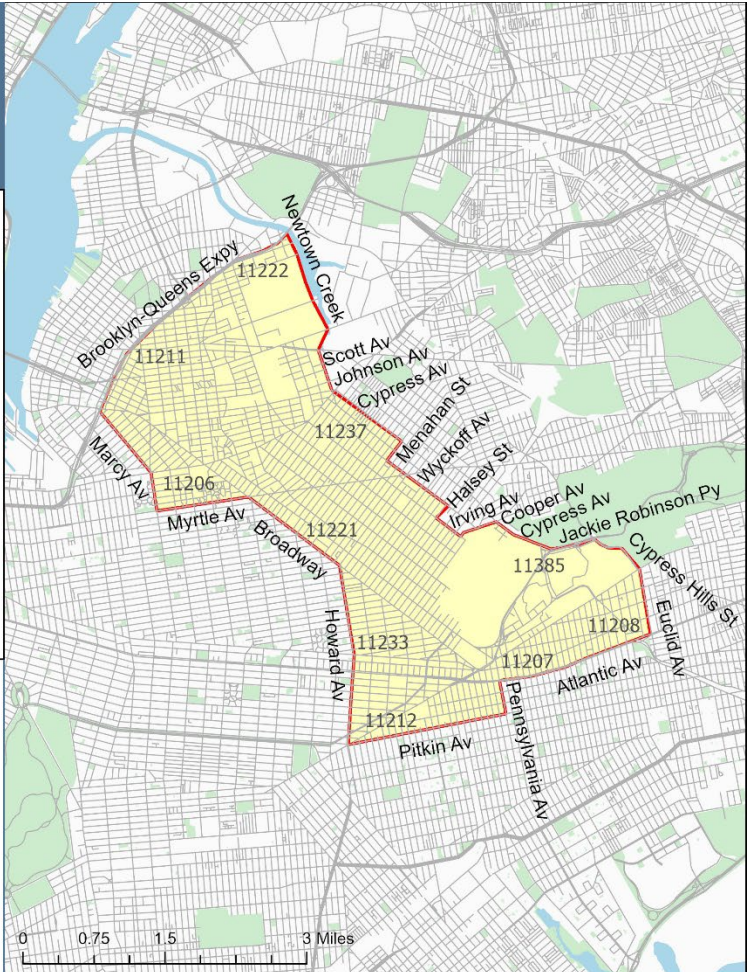 Newtown Creek
Brooklyn-Queens Expy
11222
11211
Scott Av
Johnson Av
Cypress Av
11237
Menahan St
Wyckoff Av
Marcy Av
11206
Halsey St
Irving Av
Cooper Av
Cypress Av
Jackie Robinson Py
Myrtle Av
Broadway
11221
11385
Cypress Hills St
Howard Av
11233
11208
Euclid Av
11207
Atlantic Av
11212
Pennsylvania Av
Pitkin Av
0 0.75 1.5 3 Miles